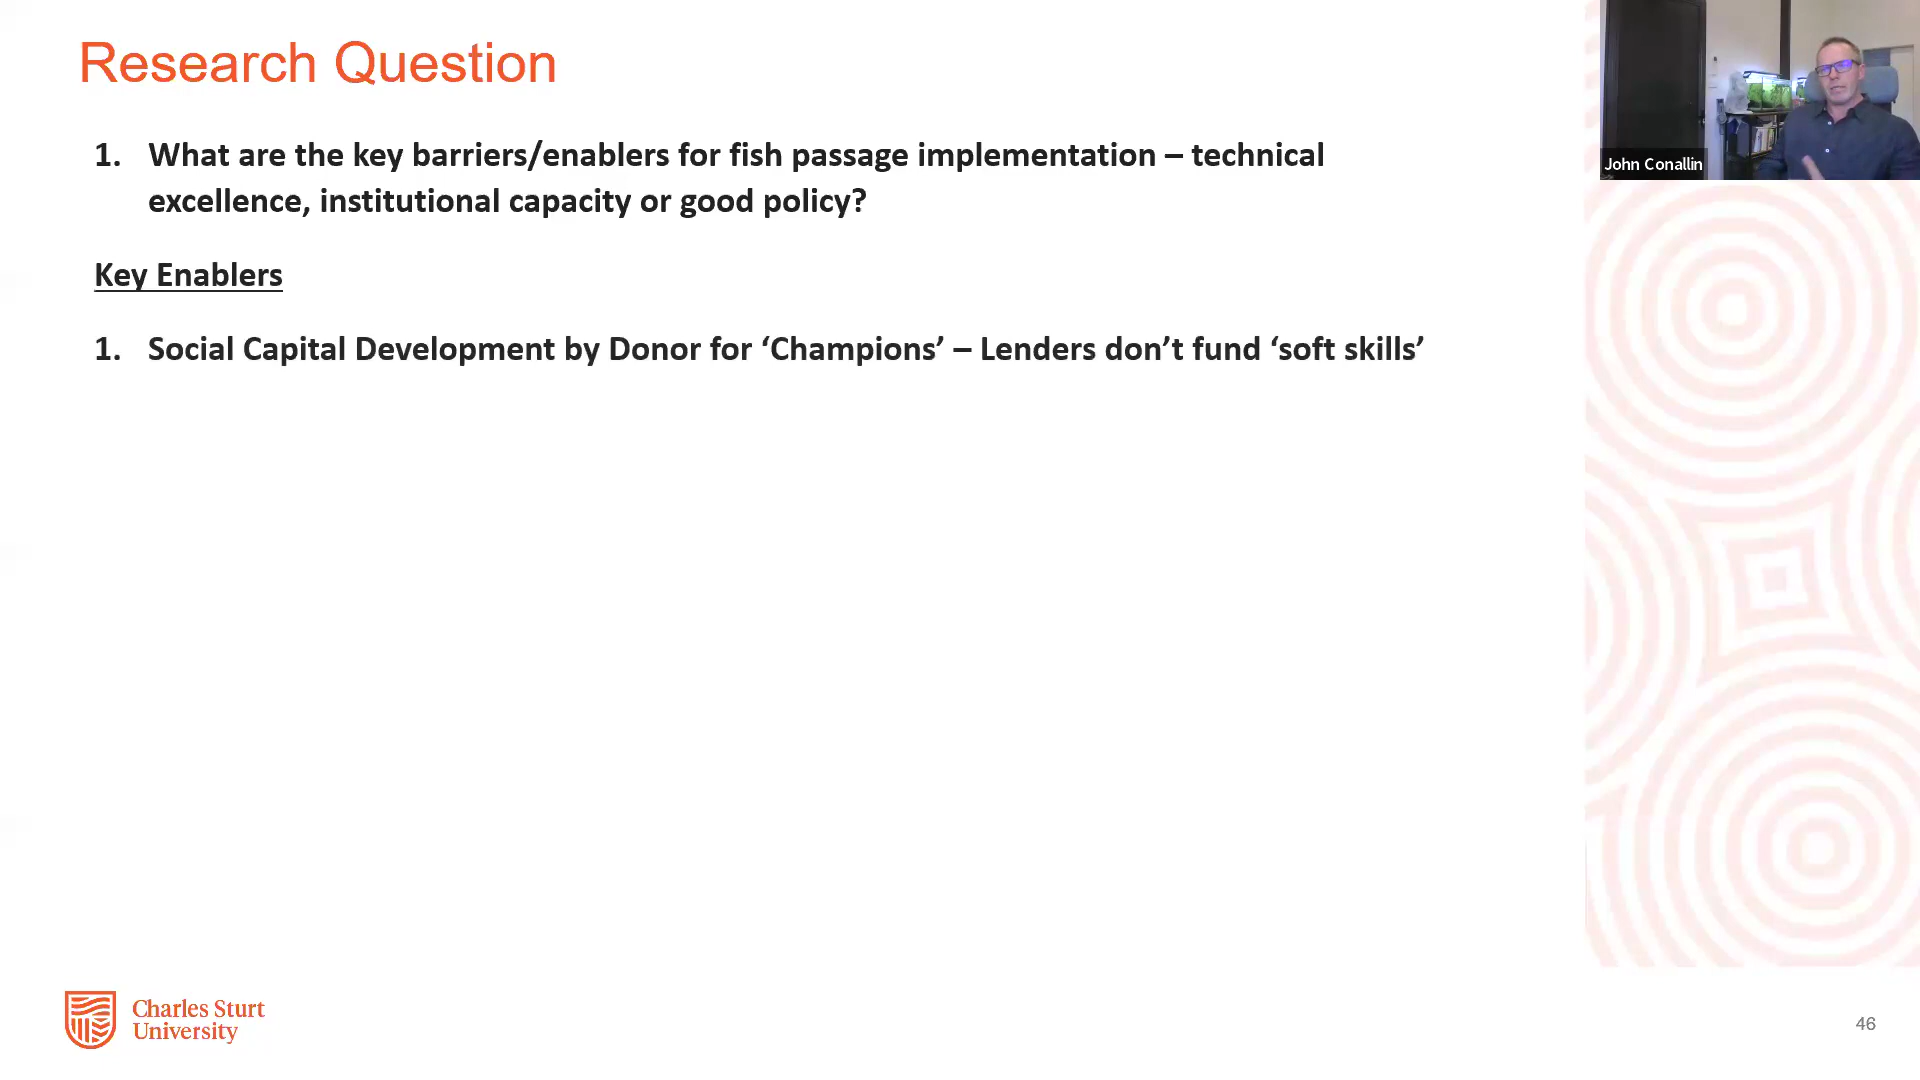 Research Question
1. What are the key barriers/enablers for fish passage implementation – technical
excellence, institutional capacity or good policy?
Key Enablers
1. Social Capital Development by Donor for ‘Champions’ – Lenders don’t fund ‘soft skills’
John Conallin
Charles Sturt
University
46